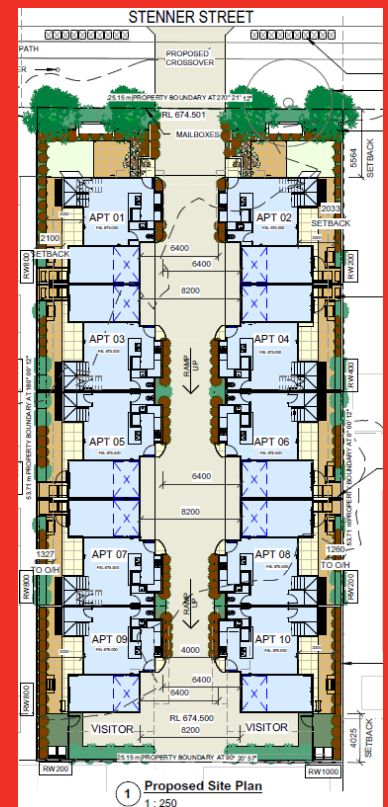 STENNER STREET
PATH
PROPOSED
CROSSOVER
25.15 m PROPERTY BOUNDARY AT 270° 21' 12"
RL 674.501
MAILBOXES
5564
SETBACK
APT 01
APT 02
2033
SETBACK
2100
SETBACK
6400
6400
RW800
RW200
8200
APT 03
APT 04
RAMP
UP
RW400
53.71 m PROPERTY BOUNDARY AT 180° 00' 12"
53.71 m PROPERTY BOUNDARY AT 0° 00' 12"
APT 05
APT 06
6400
8200
1327
TO O/H
1260
TO O/H
APT 07
APT 08
RW800
RW200
RAMP
UP
APT 09
APT 10
4000
6400
6400
RW800
RL 674.500
VISITOR
VISITOR
8200
4025
SETBACK
25.15 m PROPERTY BOUNDARY AT 90° 20' 52"
RW200
RW1000
1 Proposed Site Plan
1 : 250